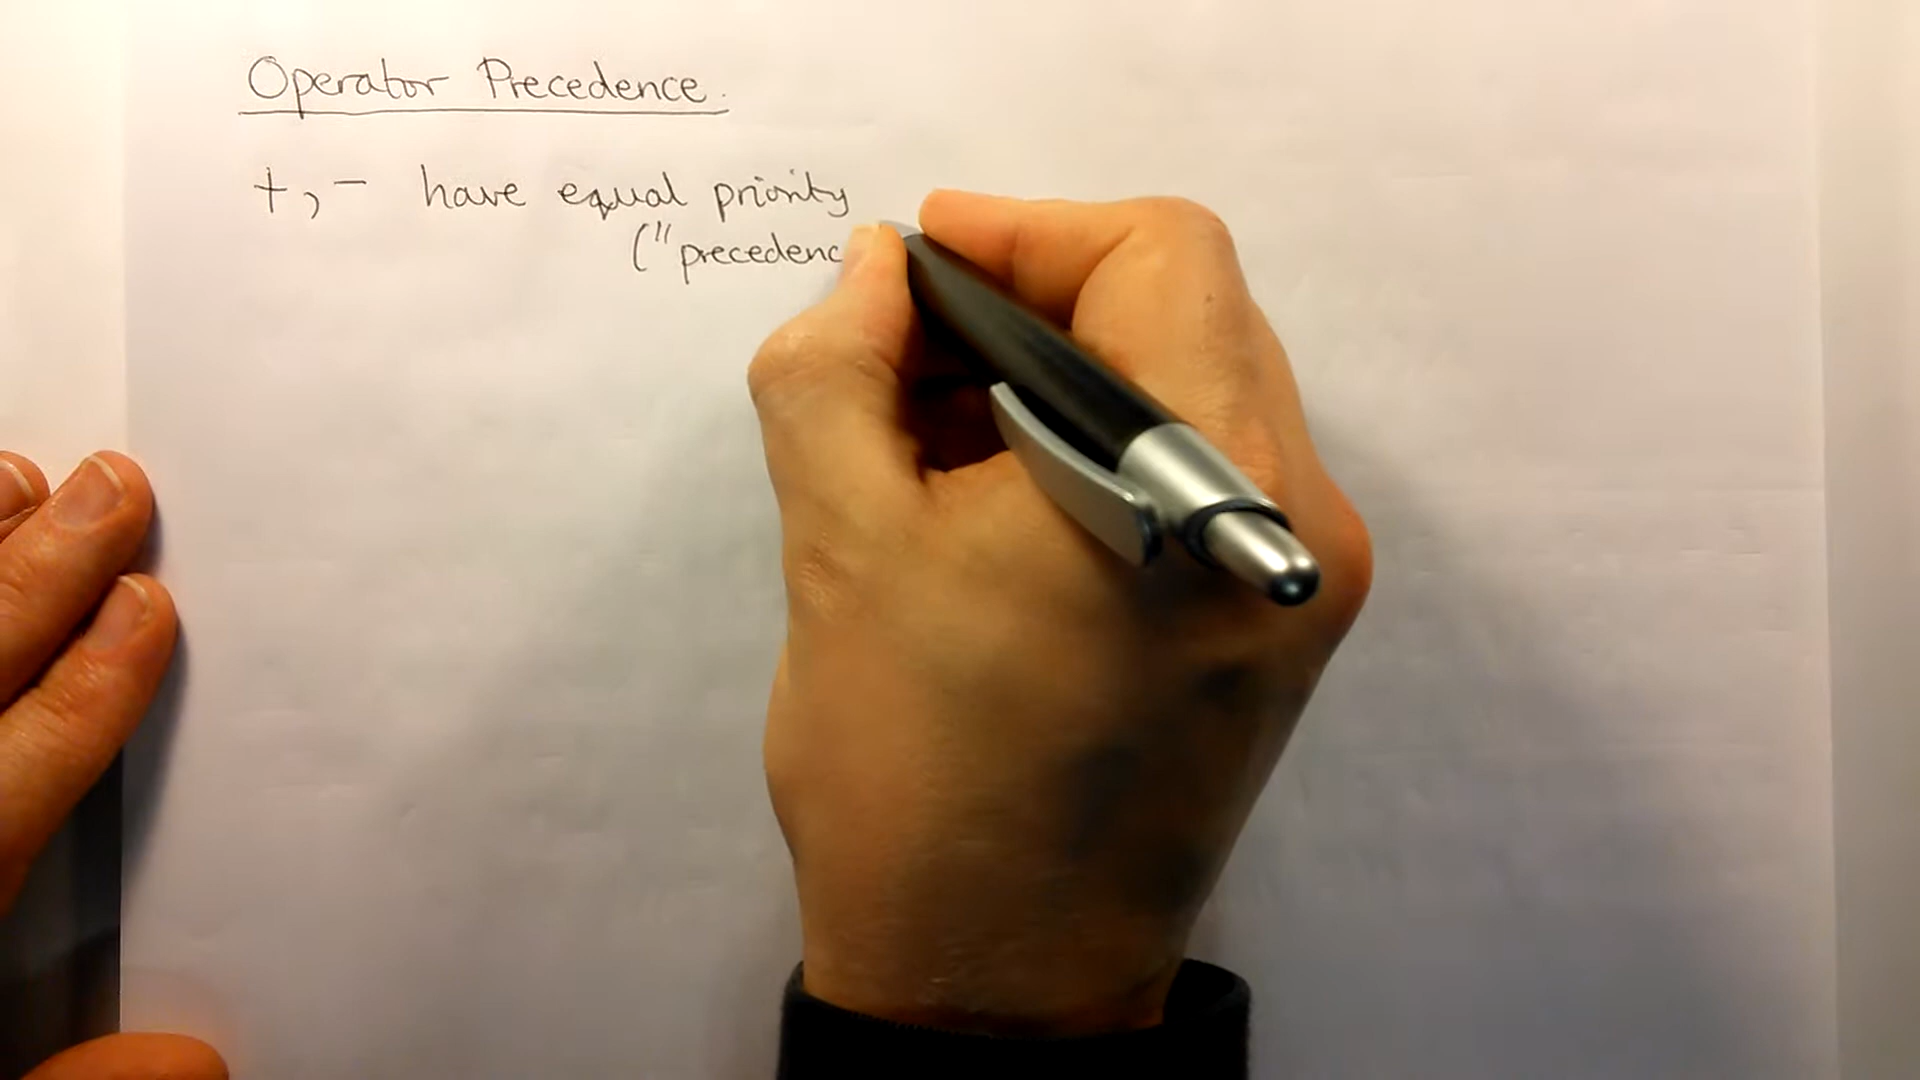 Operator Precedence.
+, - have equal priority
("precedenc